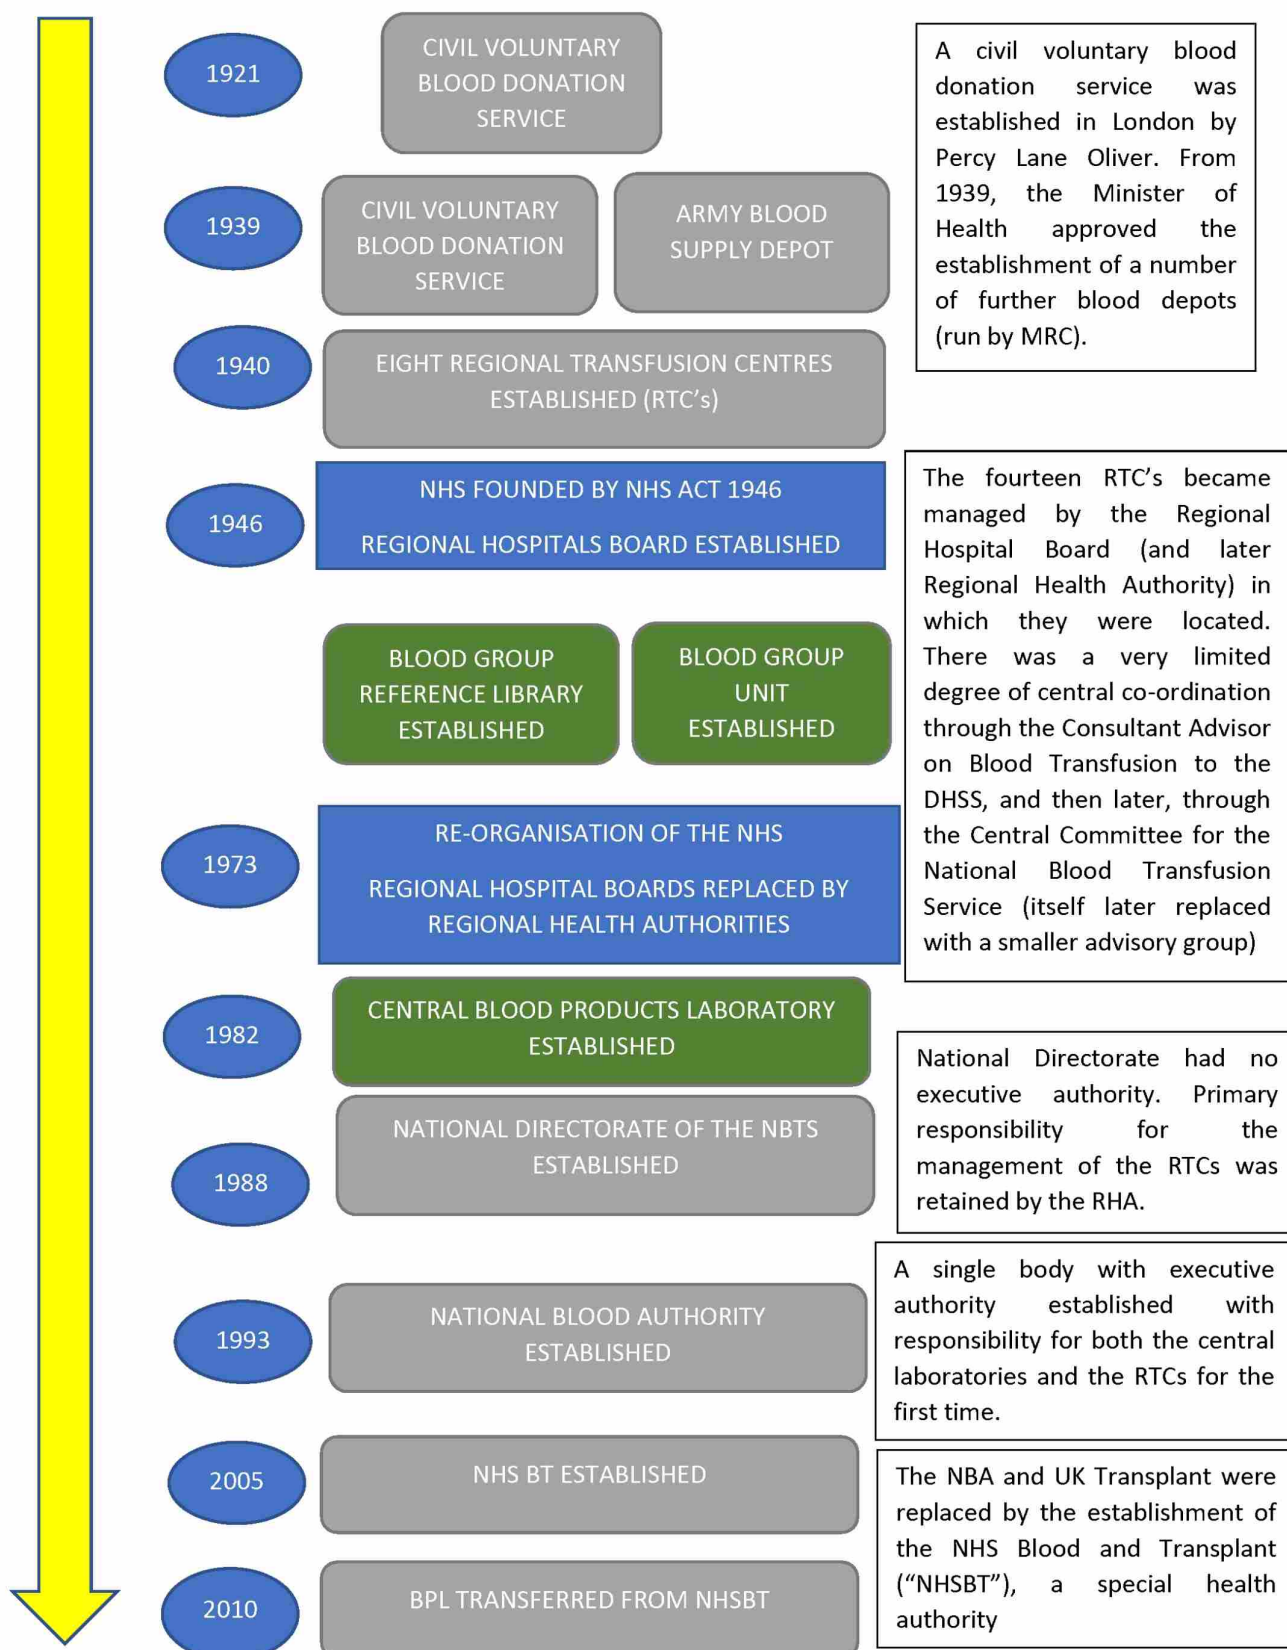 1921
CIVIL VOLUNTARY
BLOOD DONATION
SERVICE
A civil voluntary blood
donation service was
established in London by
Percy Lane Oliver. From
1939, the Minister of
Health approved the
establishment of a number
of further blood depots
(run by MRC).
1939
CIVIL VOLUNTARY
BLOOD DONATION
SERVICE
ARMY BLOOD
SUPPLY DEPOT
1940
EIGHT REGIONAL TRANSFUSION CENTRES
ESTABLISHED (RTC's)
1946
NHS FOUNDED BY NHS ACT 1946
REGIONAL HOSPITALS BOARD ESTABLISHED
The fourteen RTC's became
managed by the Regional
Hospital Board (and later
Regional Health Authority) in
which they were located.
There was a very limited
degree of central co-ordination
through the Consultant Advisor
on Blood Transfusion to the
DHSS, and then later, through
the Central Committee for the
National Blood Transfusion
Service (itself later replaced
with a smaller advisory group)
BLOOD GROUP
REFERENCE LIBRARY
ESTABLISHED
BLOOD GROUP
UNIT
ESTABLISHED
1973
RE-ORGANISATION OF THE NHS
REGIONAL HOSPITAL BOARDS REPLACED BY
REGIONAL HEALTH AUTHORITIES
1982
CENTRAL BLOOD PRODUCTS LABORATORY
ESTABLISHED
1988
NATIONAL DIRECTORATE OF THE NBTS
ESTABLISHED
National Directorate had no
executive authority. Primary
responsibility for the
management of the RTCs was
retained by the RHA.
1993
NATIONAL BLOOD AUTHORITY
ESTABLISHED
A single body with executive
authority established with
responsibility for both the central
laboratories and the RTCs for the
first time.
2005
NHS BT ESTABLISHED
The NBA and UK Transplant were
replaced by the establishment of
the NHS Blood and Transplant
(“NHSBT”), a special health
authority
2010
BPL TRANSFERRED FROM NHSBT